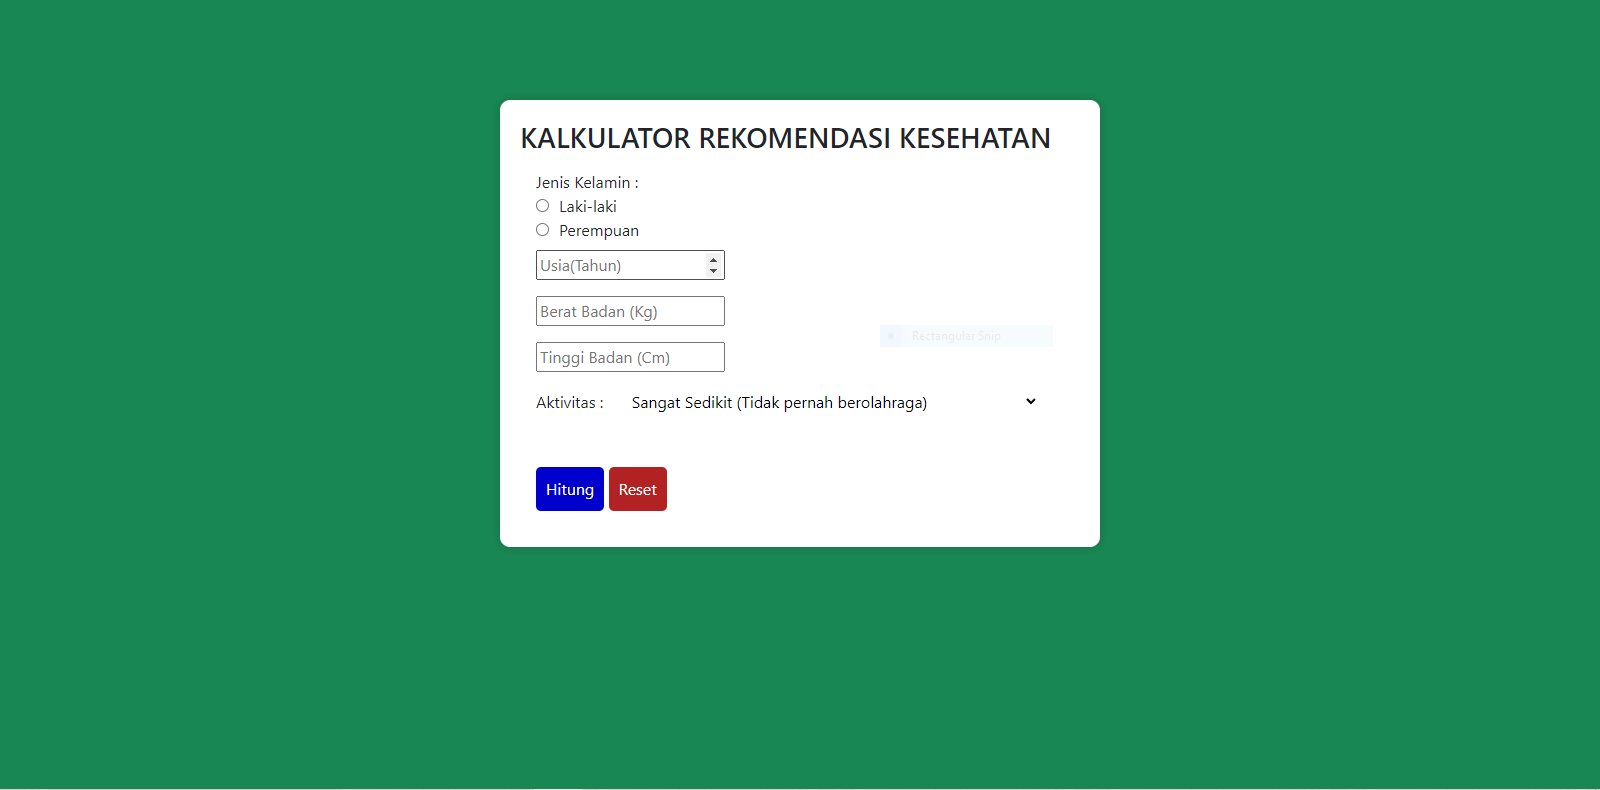 KALKULATOR REKOMENDASI KESEHATAN
Jenis Kelamin :
Laki-laki
Perempuan
Usia(Tahun)
Berat Badan (Kg)
Rectangular Snip
Tinggi Badan (Cm)
Aktivitas : Sangat Sedikit (Tidak pernah berolahraga)
Hitung Reset